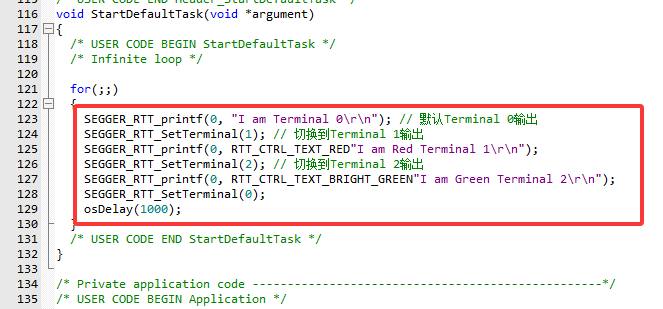 116 void StartDefaultTask(void *argument)
117 {
118 /* USER CODE BEGIN StartDefaultTask */
119 /* Infinite loop */
120
121 for(;;)
122 {
123 SEGGER_RTT_printf(0, "I am Terminal 0\r\n"); // 默认Terminal 0输出
124 SEGGER_RTT_SetTerminal(1); // 切换到Terminal 1输出
125 SEGGER_RTT_printf(0, RTT_CTRL_TEXT_RED"I am Red Terminal 1\r\n");
126 SEGGER_RTT_SetTerminal(2); // 切换到Terminal 2输出
127 SEGGER_RTT_printf(0, RTT_CTRL_TEXT_BRIGHT_GREEN"I am Green Terminal 2\r\n");
128 SEGGER_RTT_SetTerminal(0);
129 osDelay(1000);
130 }
131 /* USER CODE END StartDefaultTask */
132 }
133
134 /* Private application code --------------------------------------------------*/
135 /* USER CODE BEGIN Application */